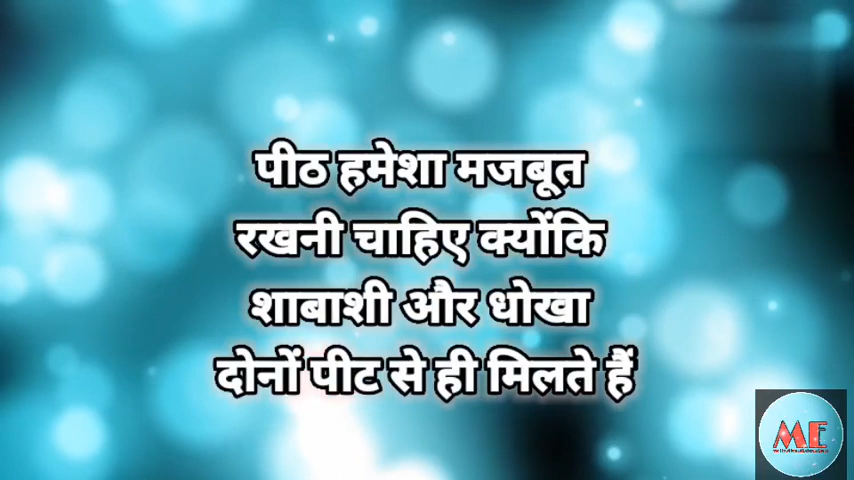 पीठ हमेशा मजबूत
रखनी चाहिए क्योंकि
शाबाशी और धोखा
दोनों पीट से ही मिलते हैं
ME